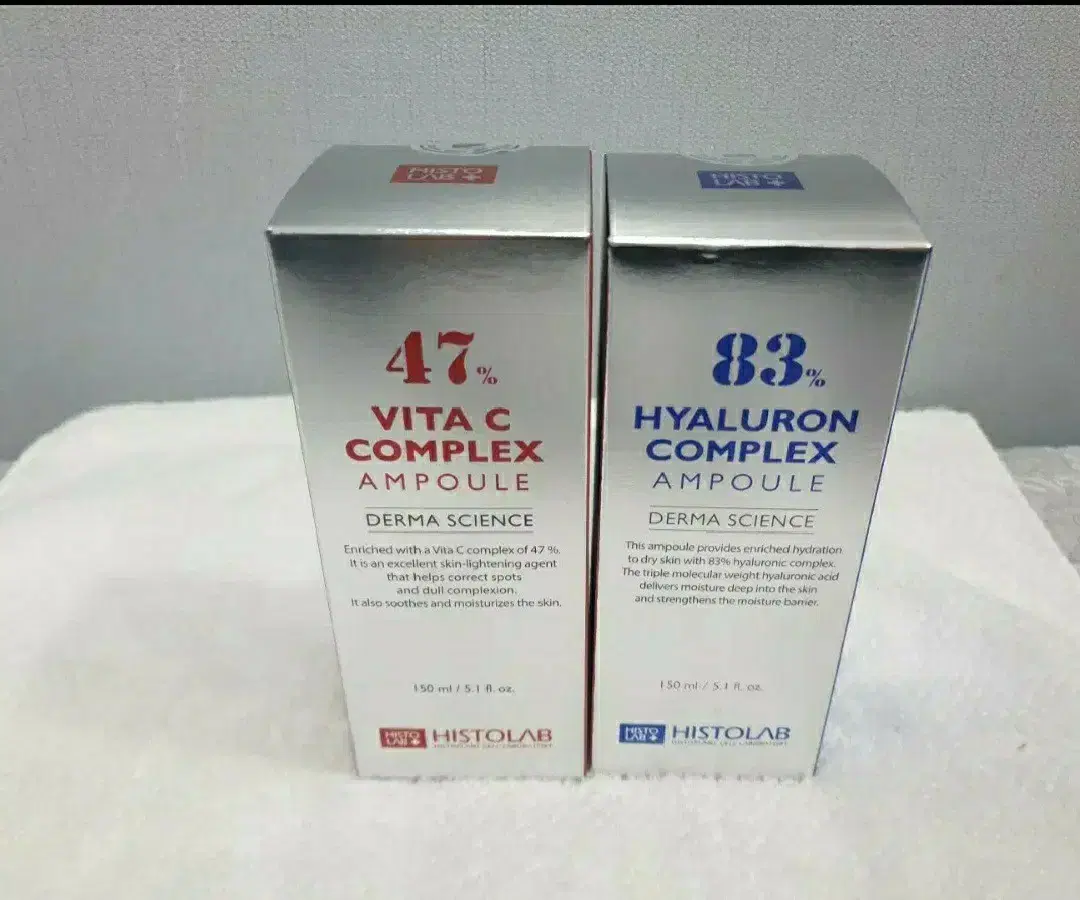 HISTO
LAB
47%
VITA C
COMPLEX
AMPOULE
DERMA SCIENCE
Enriched with a Vita C complex of 47 %.
It is an excellent skin-lightening agent
that helps correct spots
and dull complexion.
It also soothes and moisturizes the skin.
150 ml / 5.1 fl. oz.
HISTO
LAB
HISTOLAB
HISTO
LAB
83%
HYALURON
COMPLEX
AMPOULE
DERMA SCIENCE
This ampoule provides enriched hydration
to dry skin with 83% hyaluronic complex.
The triple molecular weight hyaluronic acid
delivers moisture deep into the skin
and strengthens the moisture barrier.
150 ml / 5.1 fl. oz.
HISTO
LAB
HISTOLAB